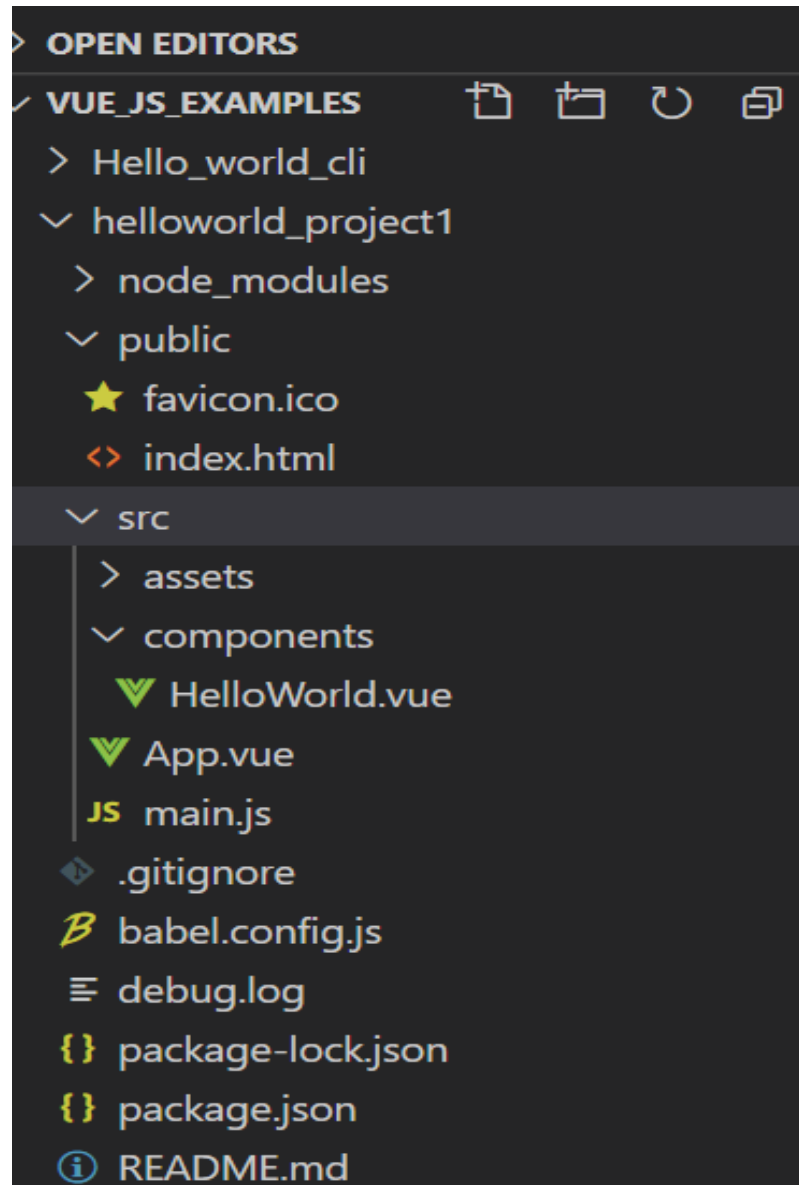 OPEN EDITORS
VUE_JS_EXAMPLES
Hello_world_cli
helloworld_project1
node_modules
public
favicon.ico
index.html
src
assets
components
HelloWorld.vue
App.vue
JS main.js
.gitignore
B babel.config.js
debug.log
{} package-lock.json
{} package.json
README.md